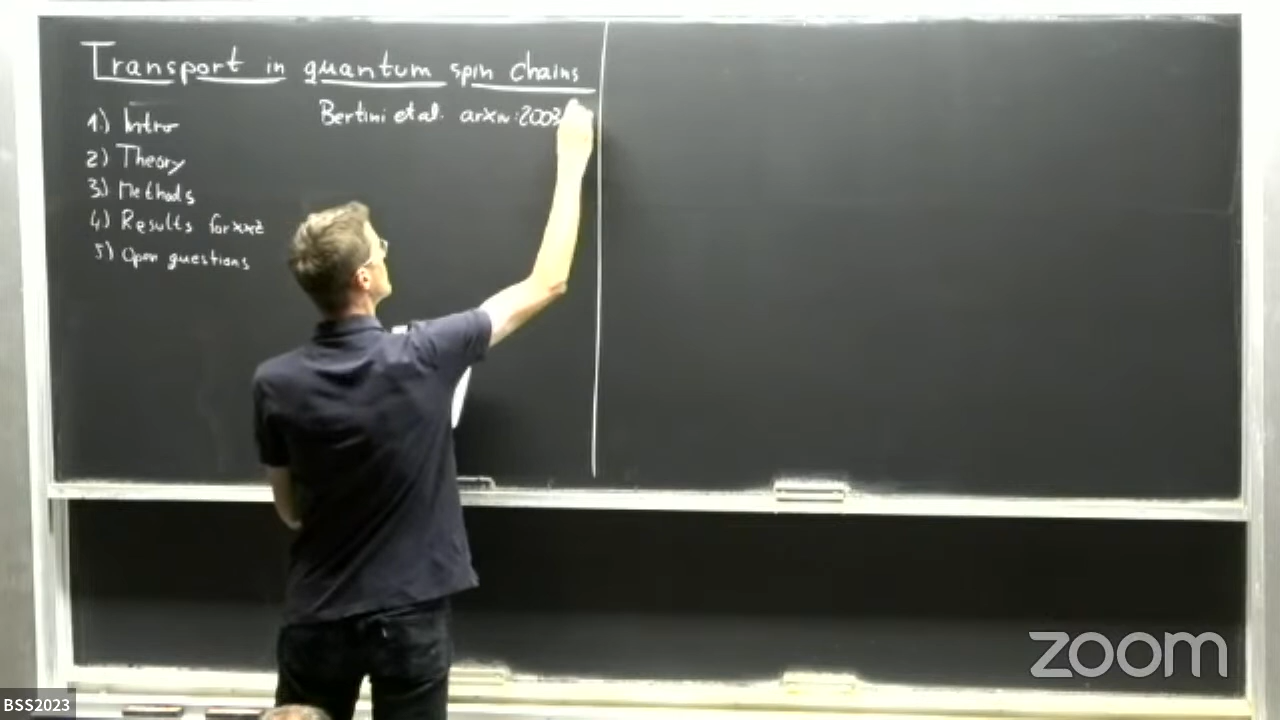 Transport in quantum spin chains
Bertini et al. arxiv:2003
1.) Intro
2) Theory
3.) Methods
4.) Results for xxz
5.) Open questions
zoom
BSS2023